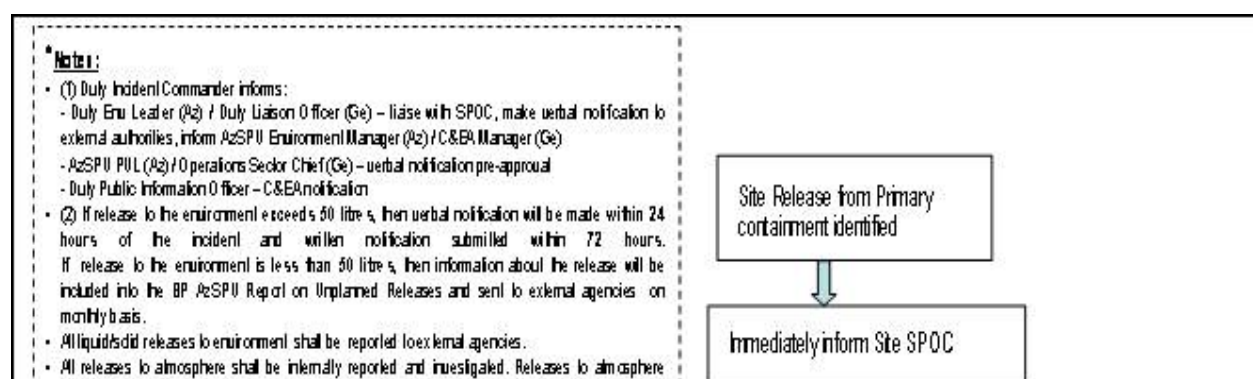 *Notes:
• (1) Duty Incident Commander informs:
- Duty Env Leader (Az) / Duty Liaison Officer (Ge) – liaise with SPOC, make verbal notification to
external authorities, inform AzSPU Environment Manager (Az) / C&EA Manager (Ge)
- AzSPU PUL (Az) / Operations Sector Chief (Ge) – verbal notification pre-approval
- Duty Public Information Officer – C&EA notification
• (2) If release to the environment exceeds 50 litres, then verbal notification will be made within 24
hours of the incident and written notification submitted within 72 hours.
If release to the environment is less than 50 litres, then information about the release will be
included into the BP AzSPU Report on Unplanned Releases and sent to external agencies on
monthly basis.
• All liquid/solid releases to environment shall be reported to external agencies.
• All releases to atmosphere shall be internally reported and investigated. Releases to atmosphere
Site Release from Primary
containment identified
Immediately inform Site SPOC